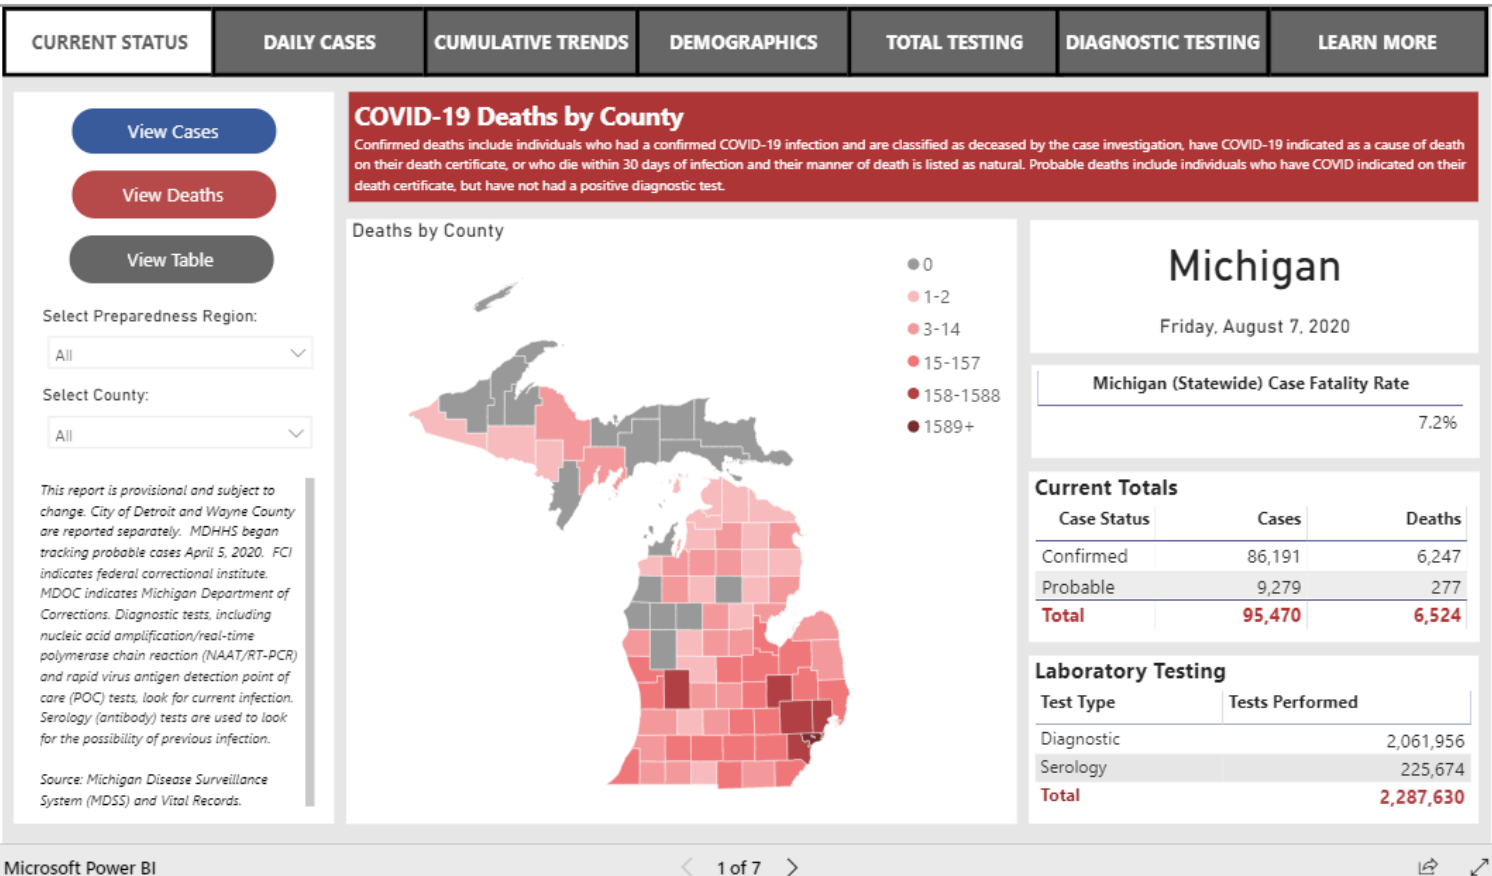 CURRENT STATUS
DAILY CASES
CUMULATIVE TRENDS
DEMOGRAPHICS
TOTAL TESTING
DIAGNOSTIC TESTING
LEARN MORE
View Cases
View Deaths
View Table
Select Preparedness Region:
All
Select County:
All
This report is provisional and subject to
change. City of Detroit and Wayne County
are reported separately. MDHHS began
tracking probable cases April 5, 2020. FCI
indicates federal correctional institute.
MDOC indicates Michigan Department of
Corrections. Diagnostic tests, including
nucleic acid amplification/real-time
polymerase chain reaction (NAAT/RT-PCR)
and rapid virus antigen detection point of
care (POC) tests, look for current infection.
Serology (antibody) tests are used to look
for the possibility of previous infection.
Source: Michigan Disease Surveillance
System (MDSS) and Vital Records.
COVID-19 Deaths by County
Confirmed deaths include individuals who had a confirmed COVID-19 infection and are classified as deceased by the case investigation, have COVID-19 indicated as a cause of death
on their death certificate, or who die within 30 days of infection and their manner of death is listed as natural. Probable deaths include individuals who have COVID indicated on their
death certificate, but have not had a positive diagnostic test.
Deaths by County
0
1-2
3-14
15-157
158-1588
1589+
Michigan
Friday, August 7, 2020
Michigan (Statewide) Case Fatality Rate
7.2%
Current Totals
Case Status Cases Deaths
Confirmed 86,191 6,247
Probable 9,279 277
Total 95,470 6,524
Laboratory Testing
Test Type Tests Performed
Diagnostic 2,061,956
Serology 225,674
Total 2,287,630
Microsoft Power BI
1 of 7